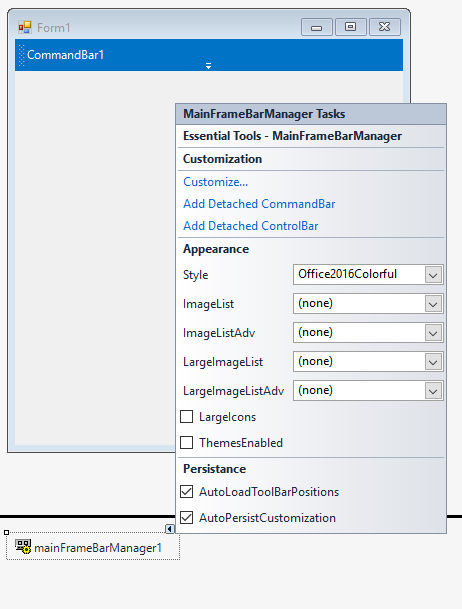 Form1
CommandBar1
MainFrameBarManager Tasks
Essential Tools - MainFrameBarManager
Customization
Customize...
Add Detached CommandBar
Add Detached ControlBar
Appearance
Style Office2016Colorful
ImageList (none)
ImageListAdv (none)
LargeImageList (none)
LargeImageListAdv (none)
LargeIcons
ThemesEnabled
Persistance
AutoLoadToolBarPositions
AutoPersistCustomization
mainFrameBarManager1